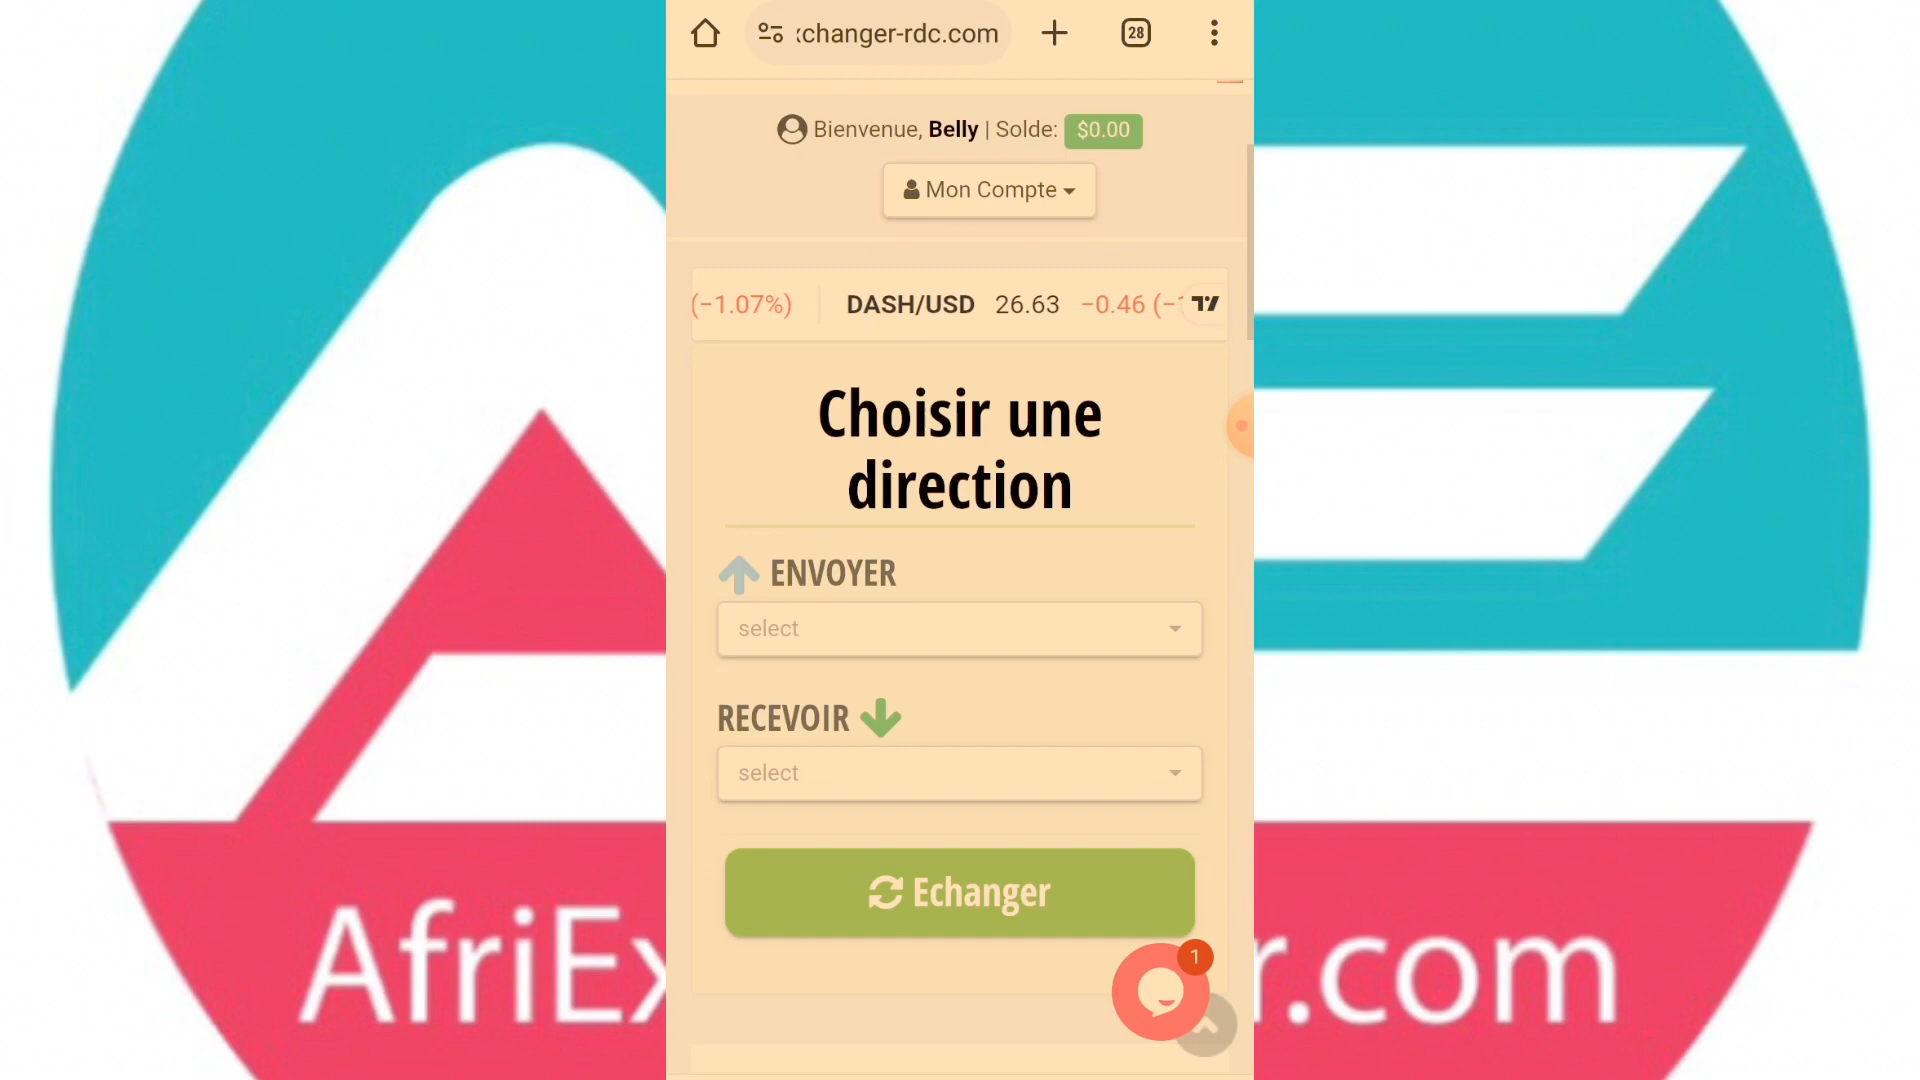 xchanger-rdc.com
28
Bienvenue, Belly | Solde: $0.00
Mon Compte
(−1.07%) DASH/USD 26.63 −0.46 (−
Choisir une
direction
ENVOYER
select
RECEVOIR
select
Echanger
1
AfriEx r.com